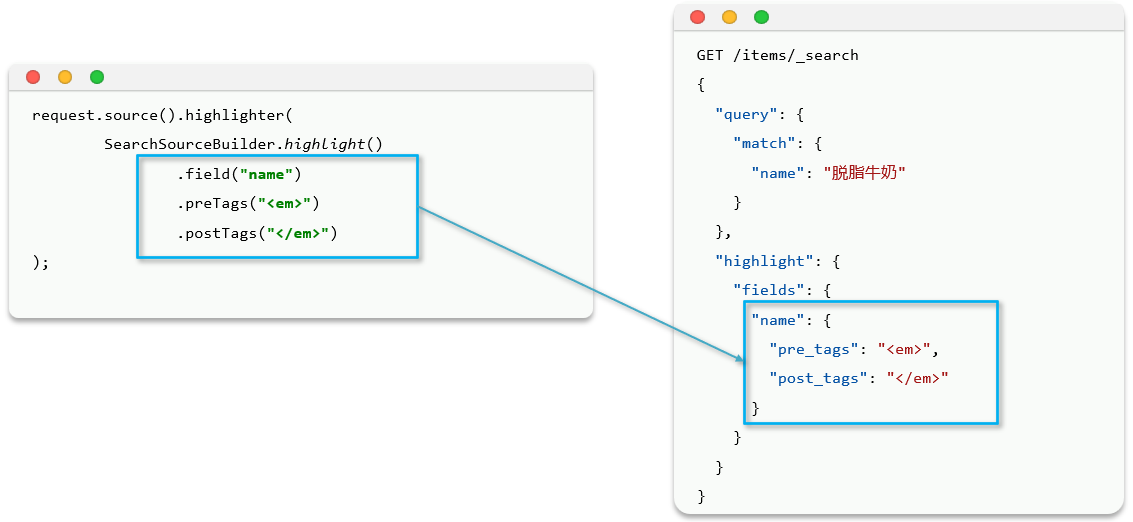 request.source().highlighter(
        SearchSourceBuilder.highlight()
                .field("name")
                .preTags("<em>")
                .postTags("</em>")
);
GET /items/_search
{
  "query": {
    "match": {
      "name": "脱脂牛奶"
    }
  },
  "highlight": {
    "fields": {
      "name": {
        "pre_tags": "<em>",
        "post_tags": "</em>"
      }
    }
  }
}